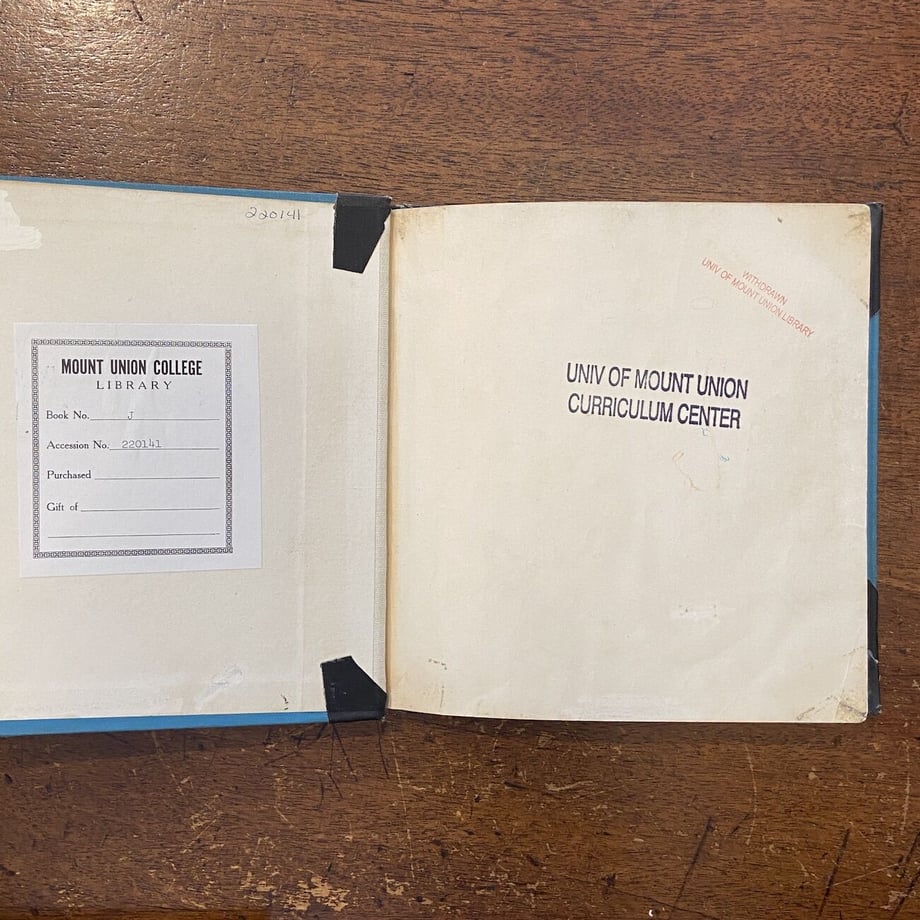 220141
MOUNT UNION COLLEGE
LIBRARY
Book No. J
Accession No. 220141
Purchased
Gift of
WITHDRAWN
UNIV OF MOUNT UNION LIBRARY
UNIV OF MOUNT UNION
CURRICULUM CENTER